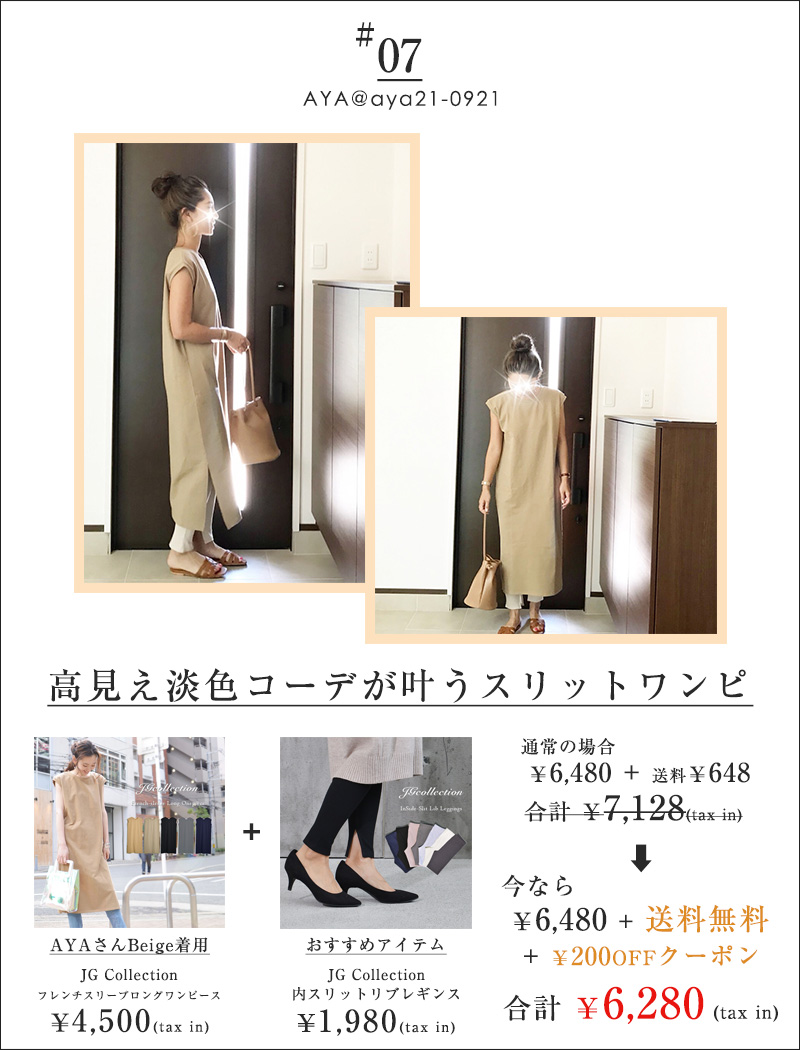 #07
AYA@aya21-0921
高見え淡色コーデが叶うスリットワンピ
JGcollection
JGcollection
InSide-Slit Lib Leggings
AYAさんBeige着用
JG Collection
フレンチスリーブロングワンピース
¥4,500(tax in)
+
おすすめアイテム
JG Collection
内スリットリブレギンス
¥1,980(tax in)
通常の場合
¥6,480 + 送料¥648
合計 ¥7,128(tax in)
今なら
¥6,480 + 送料無料
+ ¥200OFFクーポン
合計 ¥6,280 (tax in)